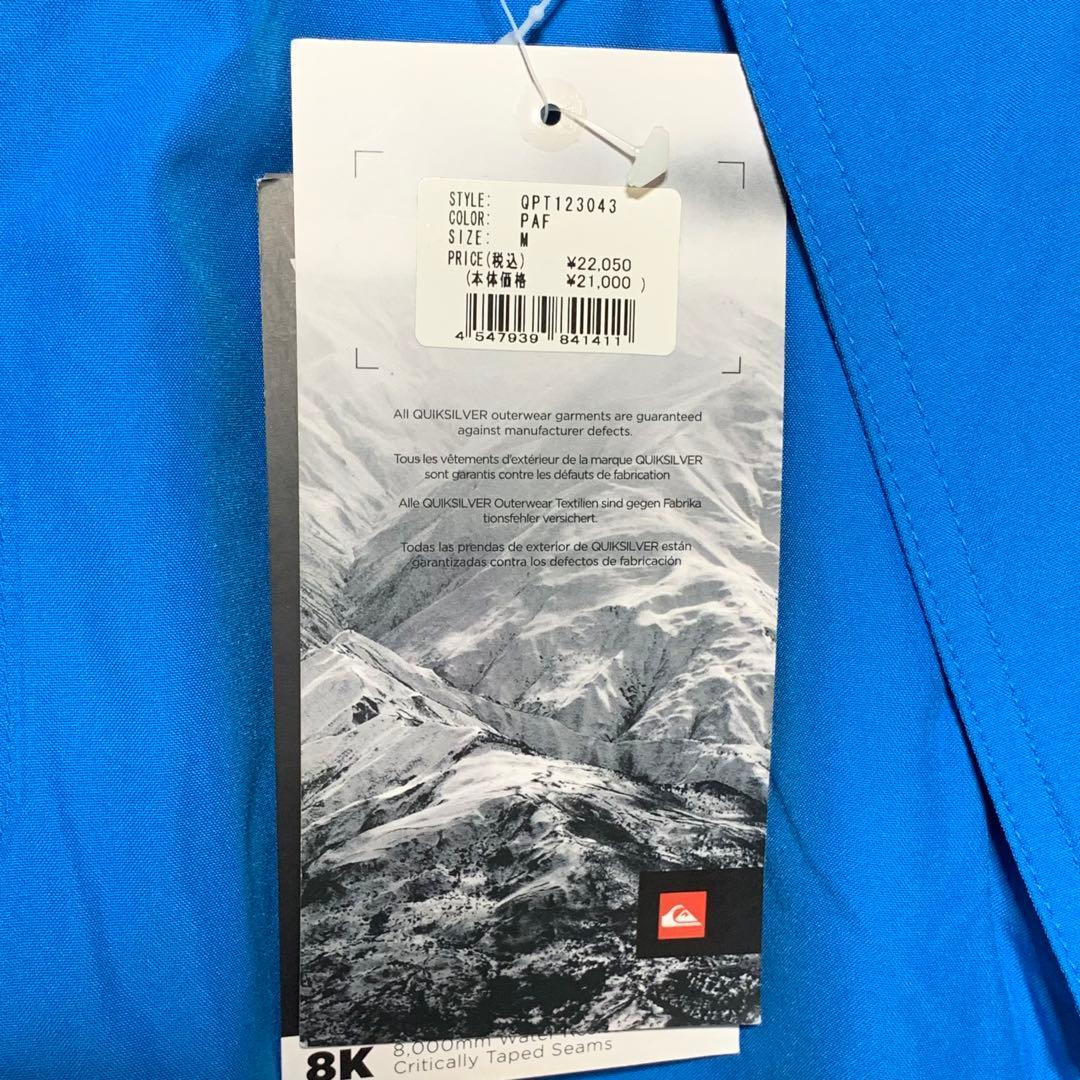 STYLE: QPT123043
COLOR: PAF
SIZE: M
PRICE(税込) ¥22,050
(本体価格 ¥21,000 )
4 547939 841411
All QUIKSILVER outerwear garments are guaranteed
against manufacturer defects.
Tous les vêtements d'extérieur de la marque QUIKSILVER
sont garantis contre les défauts de fabrication
Alle QUIKSILVER Outerwear Textilien sind gegen Fabrika
tionsfehler versichert.
Todas las prendas de exterior de QUIKSILVER están
garantizadas contra los defectos de fabricación
8K
8,000mm Water
Critically Taped Seams